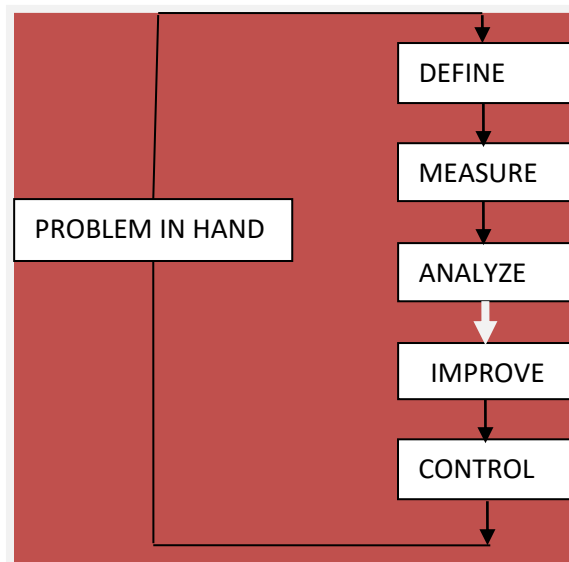 DEFINE
MEASURE
PROBLEM IN HAND
ANALYZE
IMPROVE
CONTROL